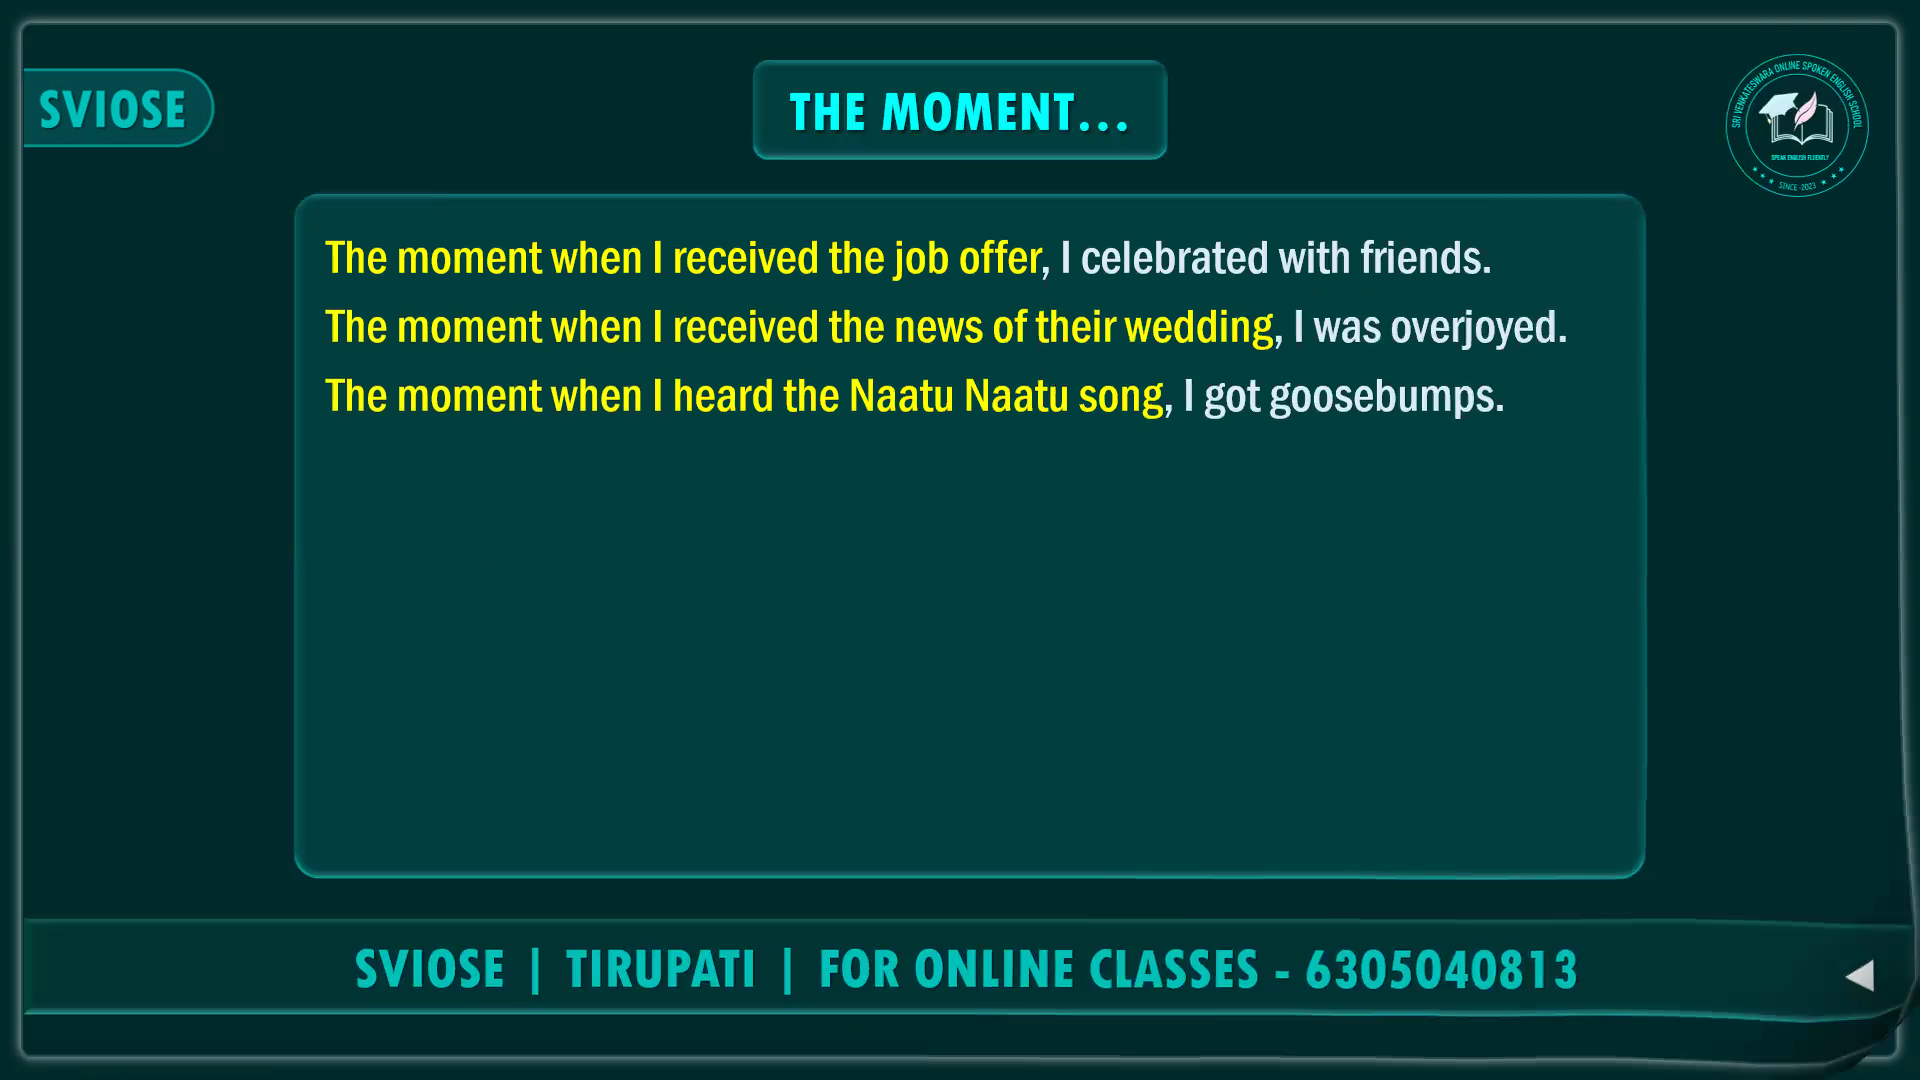 SVIOSE
THE MOMENT...
SRI VENKATESWARA ONLINE SPOKEN ENGLISH SCHOOL
SPEAK ENGLISH FLUENTLY
SINCE -2023
The moment when I received the job offer, I celebrated with friends.
The moment when I received the news of their wedding, I was overjoyed.
The moment when I heard the Naatu Naatu song, I got goosebumps.
SVIOSE | TIRUPATI | FOR ONLINE CLASSES - 6305040813